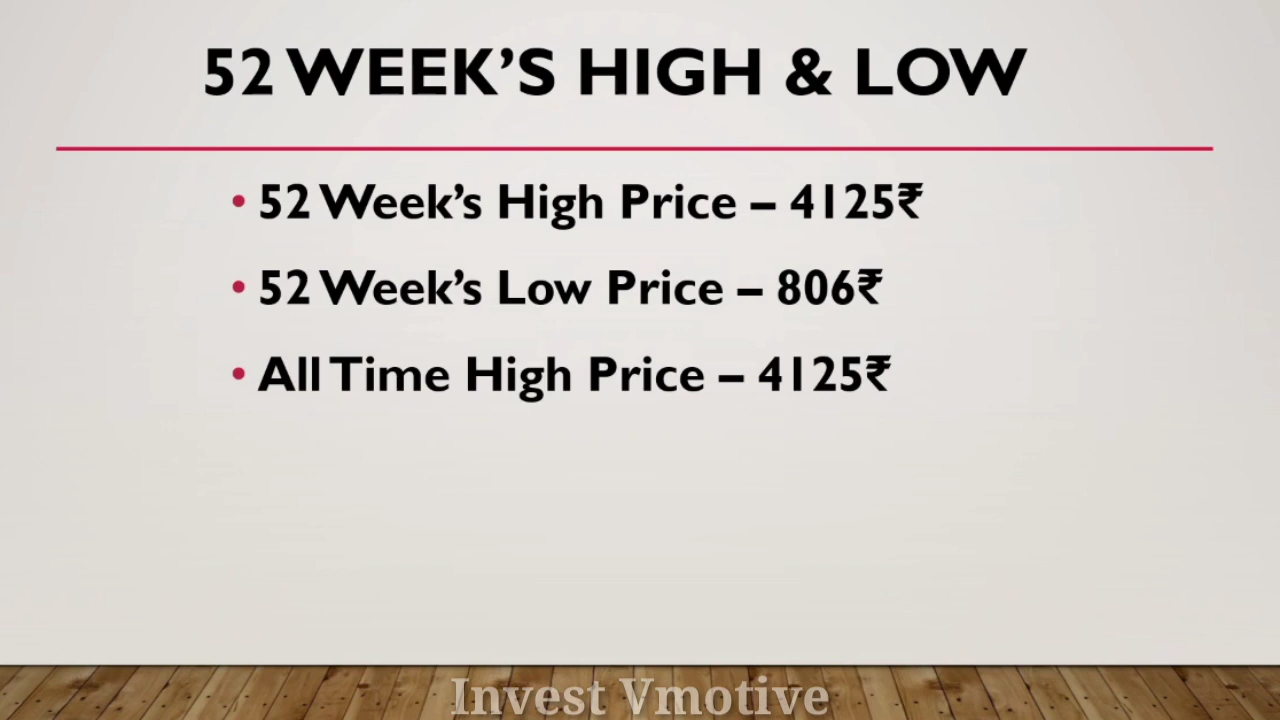 52 WEEK’S HIGH & LOW
• 52 Week’s High Price – 4125₹
• 52 Week’s Low Price – 806₹
• All Time High Price – 4125₹
Invest Vmotive